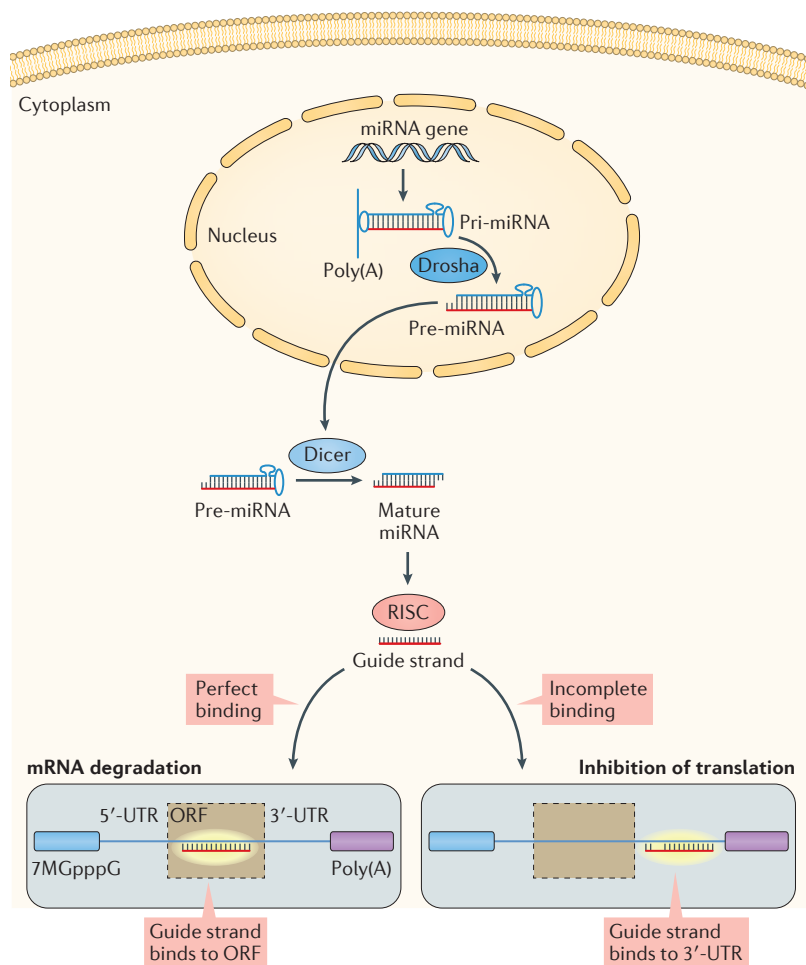 Cytoplasm
miRNA gene
Nucleus
Pri-miRNA
Poly(A)
Drosha
Pre-miRNA
Dicer
Pre-miRNA
Mature
miRNA
RISC
Guide strand
Perfect
binding
Incomplete
binding
mRNA degradation
5′-UTR
ORF
3′-UTR
7MGpppG
Poly(A)
Guide strand
binds to ORF
Inhibition of translation
Guide strand
binds to 3′-UTR